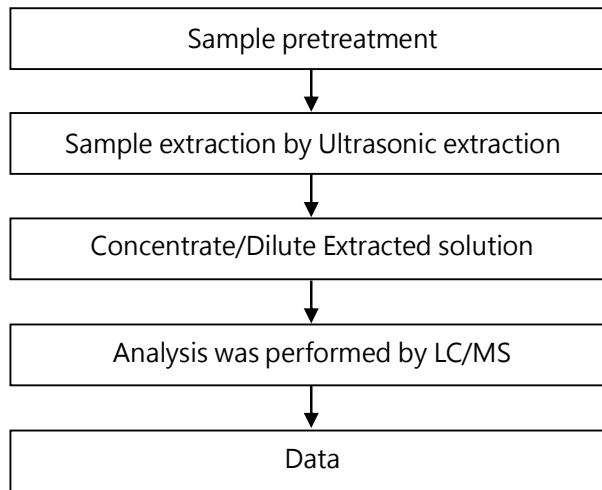 Sample pretreatment
Sample extraction by Ultrasonic extraction
Concentrate/Dilute Extracted solution
Analysis was performed by LC/MS
Data